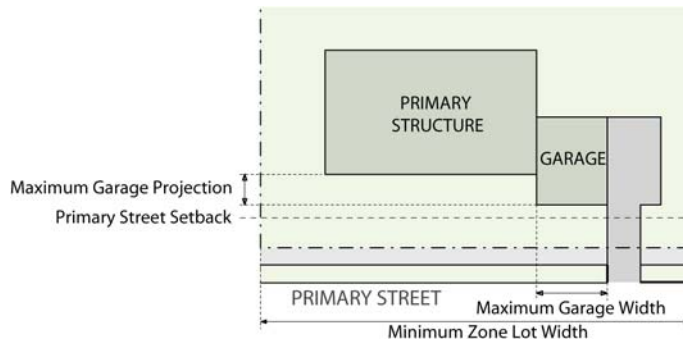 PRIMARY
STRUCTURE
GARAGE
Maximum Garage Projection
Primary Street Setback
PRIMARY STREET
Maximum Garage Width
Minimum Zone Lot Width